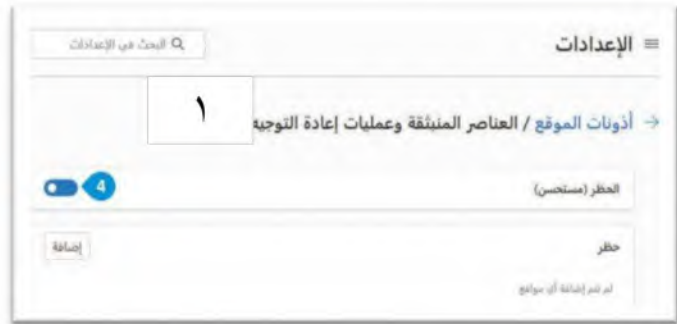 الإعدادات
البحث في الإعدادات
١
أذونات الموقع / العناصر المنبثقة وعمليات إعادة التوجيه
الحظر (مستحسن)
4
حظر
إضافة
لم تتم إضافة أي مواقع